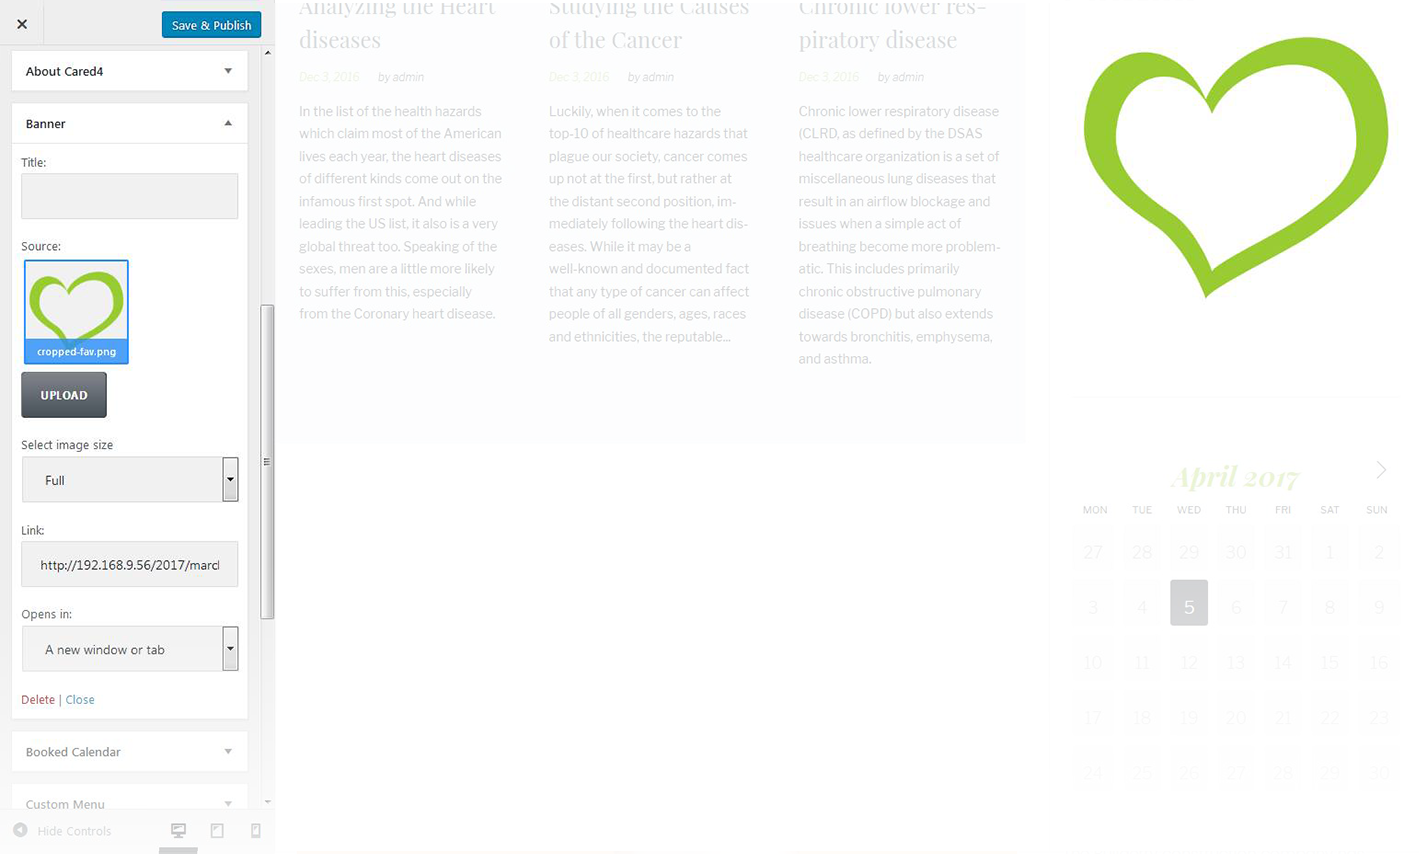 Save & Publish
About Cared4
Banner
Title:
Source:
cropped-fav.png
UPLOAD
Select image size
Full
Link:
http://192.168.9.56/2017/marcl
Opens in:
A new window or tab
Delete | Close
Booked Calendar
Custom Menu
Hide Controls
Analyzing the Heart
diseases
Dec 3, 2016 by admin
In the list of the health hazards
which claim most of the American
lives each year, the heart diseases
of different kinds come out on the
infamous first spot. And while
leading the US list, it also is a very
global threat too. Speaking of the
sexes, men are a little more likely
to suffer from this, especially
from the Coronary heart disease.
Studying the Causes
of the Cancer
Dec 3, 2016 by admin
Luckily, when it comes to the
top-10 of healthcare hazards that
plague our society, cancer comes
up not at the first, but rather at
the distant second position, im-
mediately following the heart dis-
eases. While it may be a
well-known and documented fact
that any type of cancer can affect
people of all genders, ages, races
and ethnicities, the reputable...
Chronic lower res-
piratory disease
Dec 3, 2016 by admin
Chronic lower respiratory disease
(CLRD, as defined by the DSAS
healthcare organization is a set of
miscellaneous lung diseases that
result in an airflow blockage and
issues when a simple act of
breathing become more problem-
atic. This includes primarily
chronic obstructive pulmonary
disease (COPD) but also extends
towards bronchitis, emphysema,
and asthma.
April 2017
MON TUE WED THU FRI SAT SUN
27 28 29 30 31 1 2
3 4 5 6 7 8 9
10 11 12 13 14 15 16
17 18 19 20 21 22 23
24 25 26 27 28 29 30